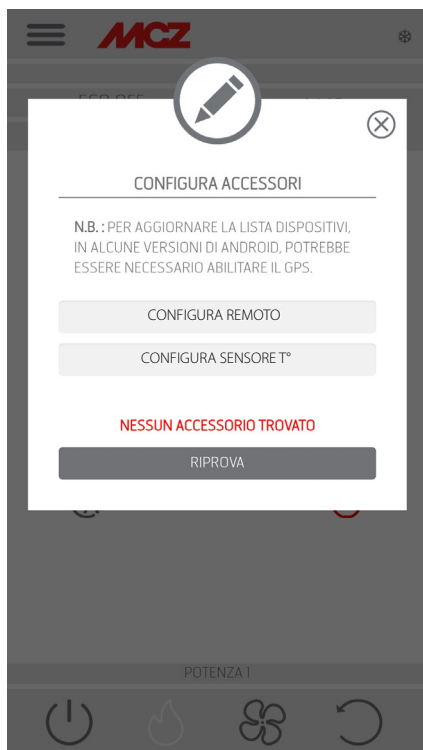 MCZ
CONFIGURA ACCESSORI
N.B. : PER AGGIORNARE LA LISTA DISPOSITIVI,
IN ALCUNE VERSIONI DI ANDROID, POTREBBE
ESSERE NECESSARIO ABILITARE IL GPS.
CONFIGURA REMOTO
CONFIGURA SENSORE T°
NESSUN ACCESSORIO TROVATO
RIPROVA
POTENZA 1